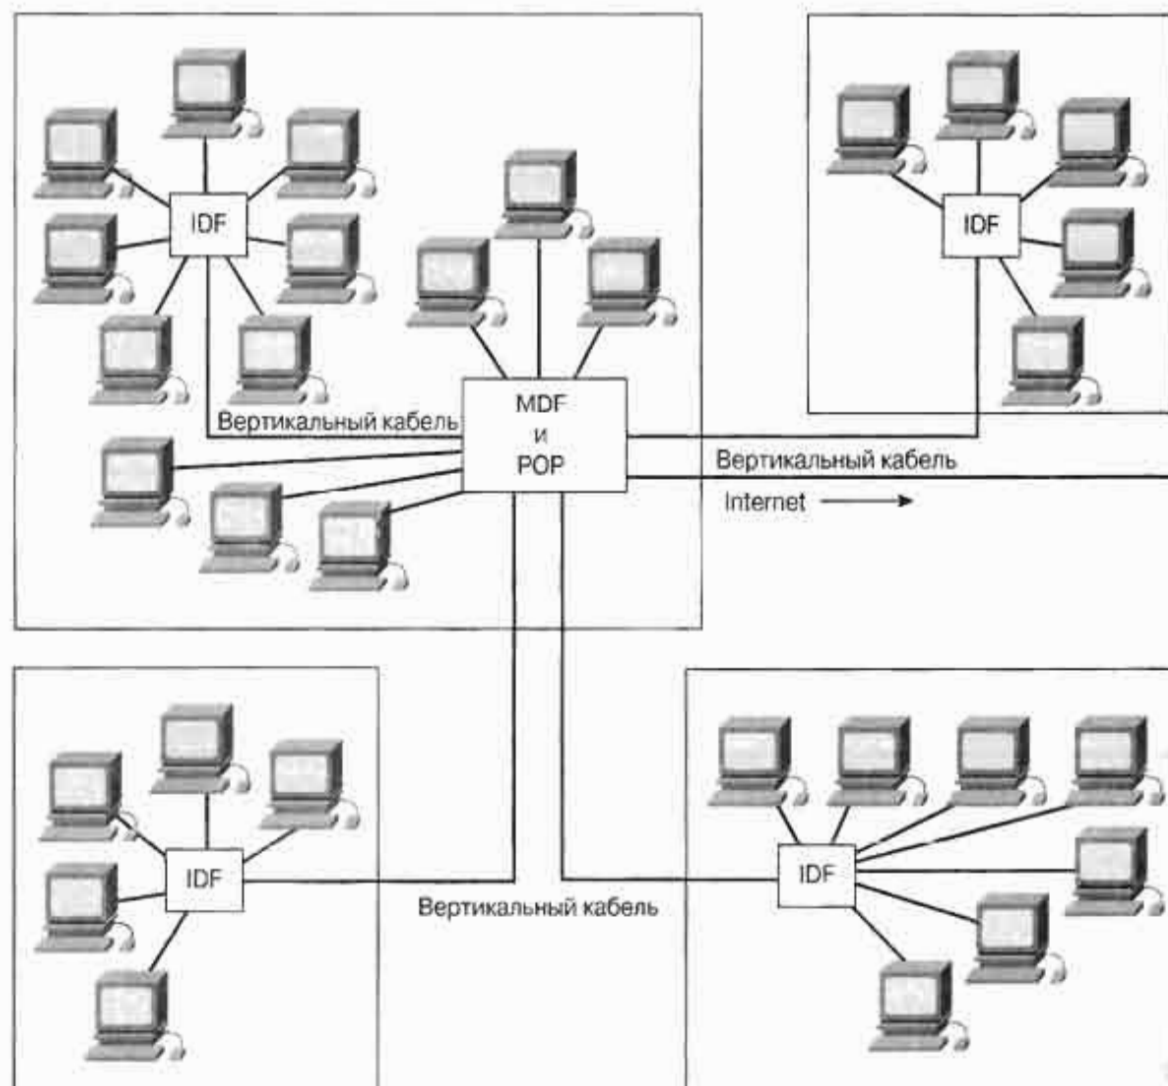 IDF
IDF
Вертикальный кабель
MDF
и
POP
Вертикальный кабель
Internet
IDF
IDF
Вертикальный кабель